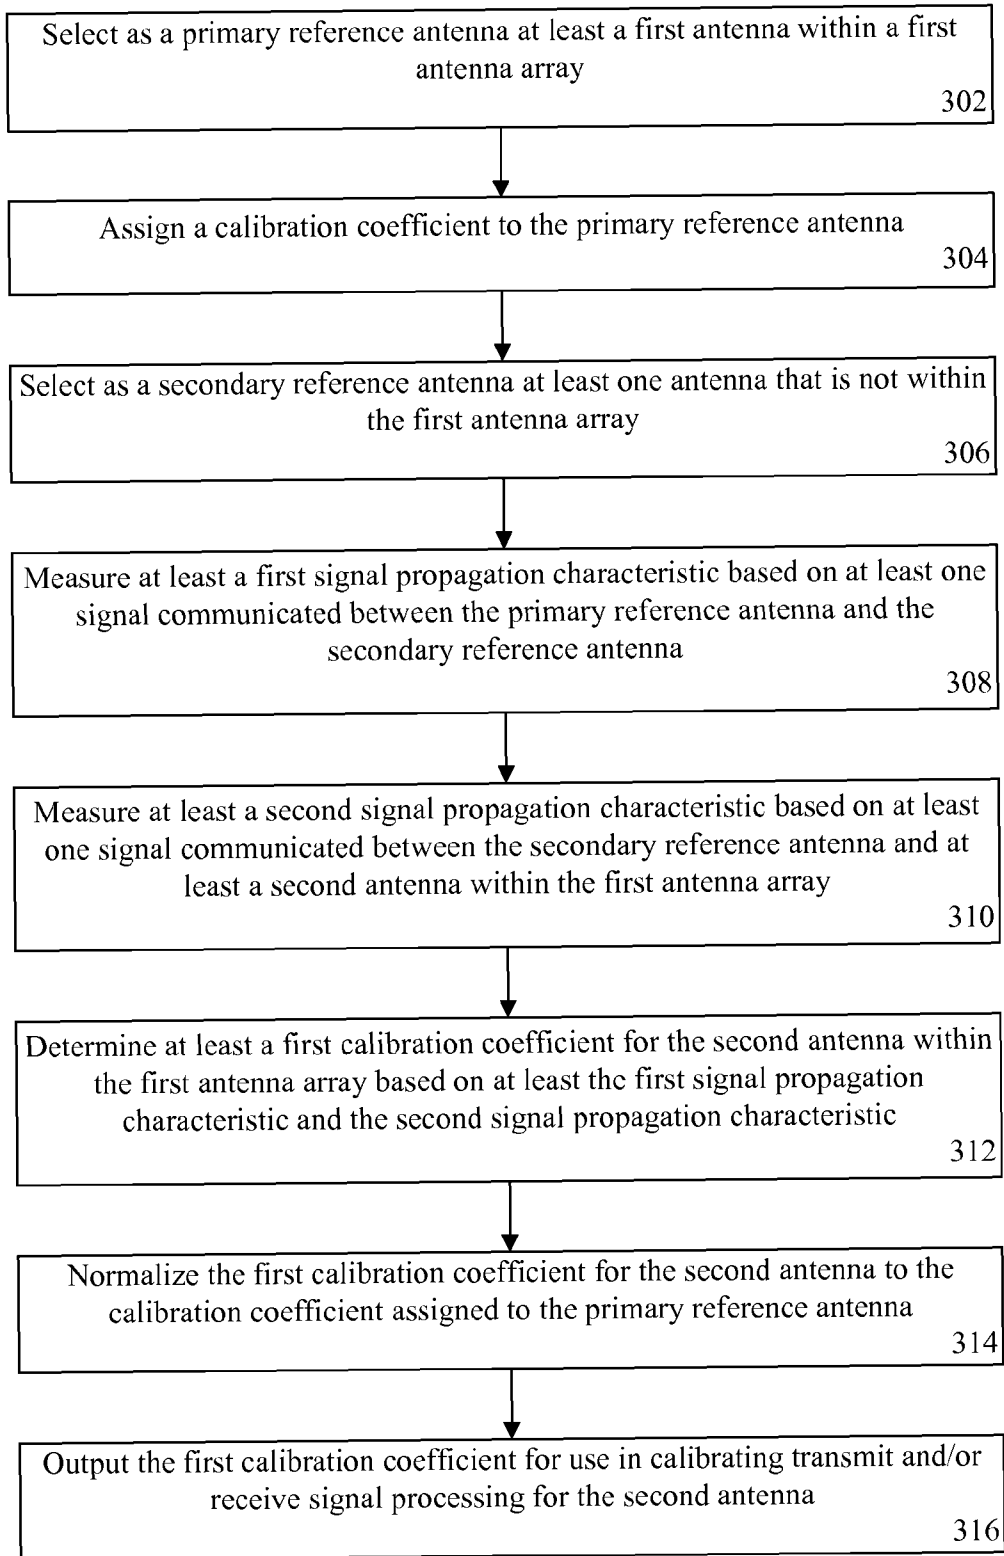 Select as a primary reference antenna at least a first antenna within a first
antenna array
302
Assign a calibration coefficient to the primary reference antenna
304
Select as a secondary reference antenna at least one antenna that is not within
the first antenna array
306
Measure at least a first signal propagation characteristic based on at least one
signal communicated between the primary reference antenna and the
secondary reference antenna
308
Measure at least a second signal propagation characteristic based on at least
one signal communicated between the secondary reference antenna and at
least a second antenna within the first antenna array
310
Determine at least a first calibration coefficient for the second antenna within
the first antenna array based on at least the first signal propagation
characteristic and the second signal propagation characteristic
312
Normalize the first calibration coefficient for the second antenna to the
calibration coefficient assigned to the primary reference antenna
314
Output the first calibration coefficient for use in calibrating transmit and/or
receive signal processing for the second antenna
316